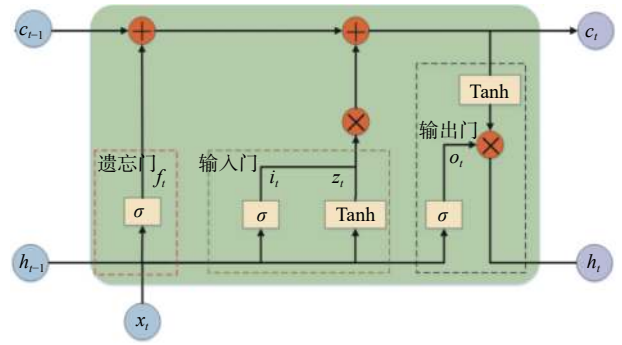 c_{t-1}
c_t
Tanh
遗忘门
输入门
输出门
f_t
i_t
z_t
o_t
σ
σ
Tanh
σ
h_{t-1}
h_t
x_t